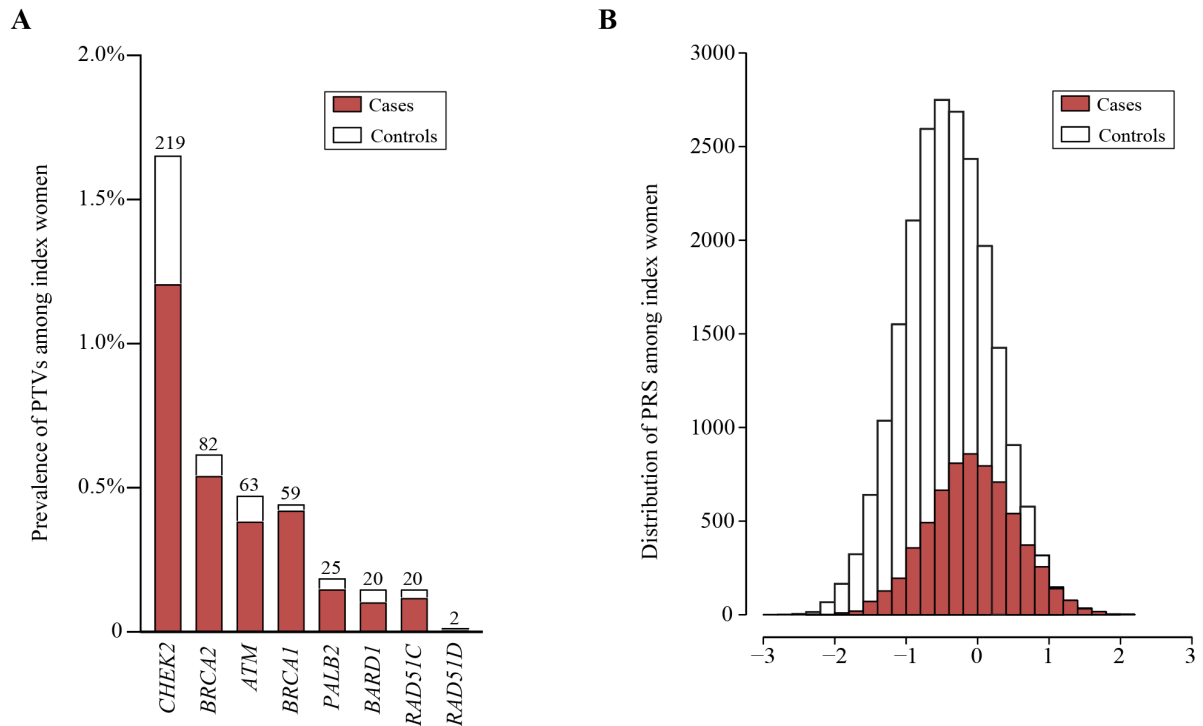 A
Prevalence of PTVs among index women
2.0%
1.5%
1.0%
0.5%
0
Cases
Controls
219
82
63
59
25
20
20
2
CHEK2
BRCA2
ATM
BRCA1
PALB2
BARD1
RAD51C
RAD51D
B
Distribution of PRS among index women
3000
2500
2000
1500
1000
500
0
Cases
Controls
−3
−2
−1
0
1
2
3